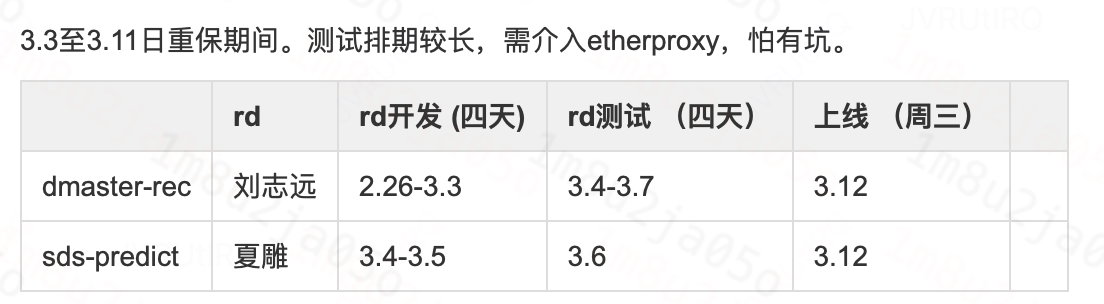 3.3至3.11日重保期间。测试排期较长，需介入etherproxy，怕有坑。
rd rd开发 (四天) rd测试 （四天） 上线 （周三）
dmaster-rec 刘志远 2.26-3.3 3.4-3.7 3.12
sds-predict 夏雕 3.4-3.5 3.6 3.12